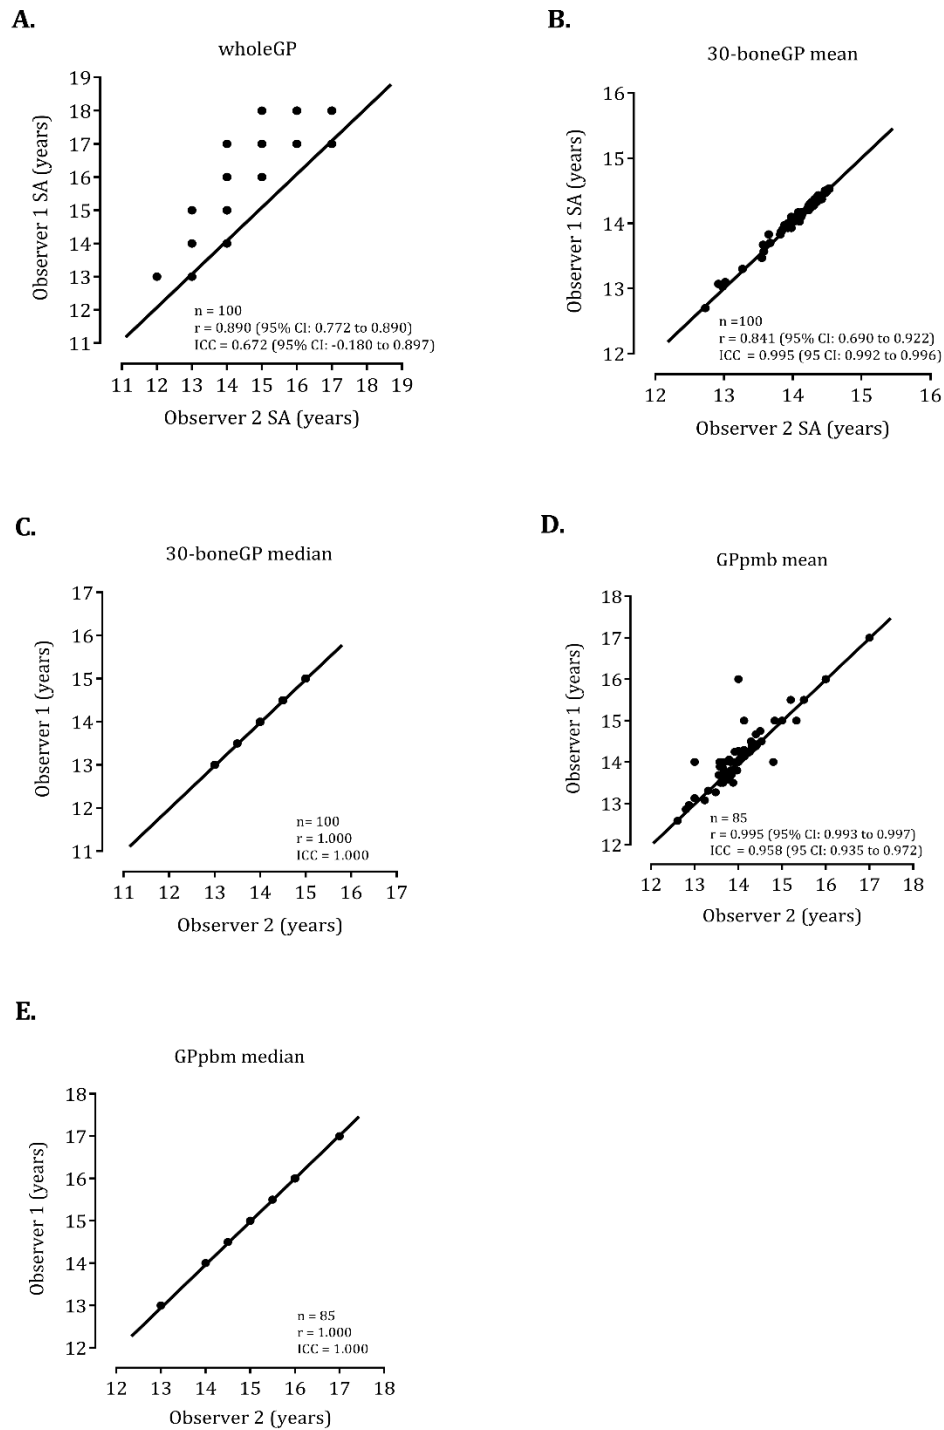 A.
wholeGP
19
18
17
16
15
14
13
12
11
Observer 1 SA (years)
n = 100
r = 0.890 (95% CI: 0.772 to 0.890)
ICC = 0.672 (95% CI: -0.180 to 0.897)
11 12 13 14 15 16 17 18 19
Observer 2 SA (years)
B.
30-boneGP mean
16
15
14
13
12
Observer 1 SA (years)
n =100
r = 0.841 (95% CI: 0.690 to 0.922)
ICC = 0.995 (95 CI: 0.992 to 0.996)
12 13 14 15 16
Observer 2 SA (years)
C.
30-boneGP median
17
16
15
14
13
12
11
Observer 1 (years)
n= 100
r = 1.000
ICC = 1.000
11 12 13 14 15 16 17
Observer 2 (years)
D.
GPpmb mean
18
17
16
15
14
13
12
Observer 1 (years)
n = 85
r = 0.995 (95% CI: 0.993 to 0.997)
ICC = 0.958 (95 CI: 0.935 to 0.972)
12 13 14 15 16 17 18
Observer 2 (years)
E.
GPpbm median
18
17
16
15
14
13
12
Observer 1 (years)
n = 85
r = 1.000
ICC = 1.000
12 13 14 15 16 17 18
Observer 2 (years)